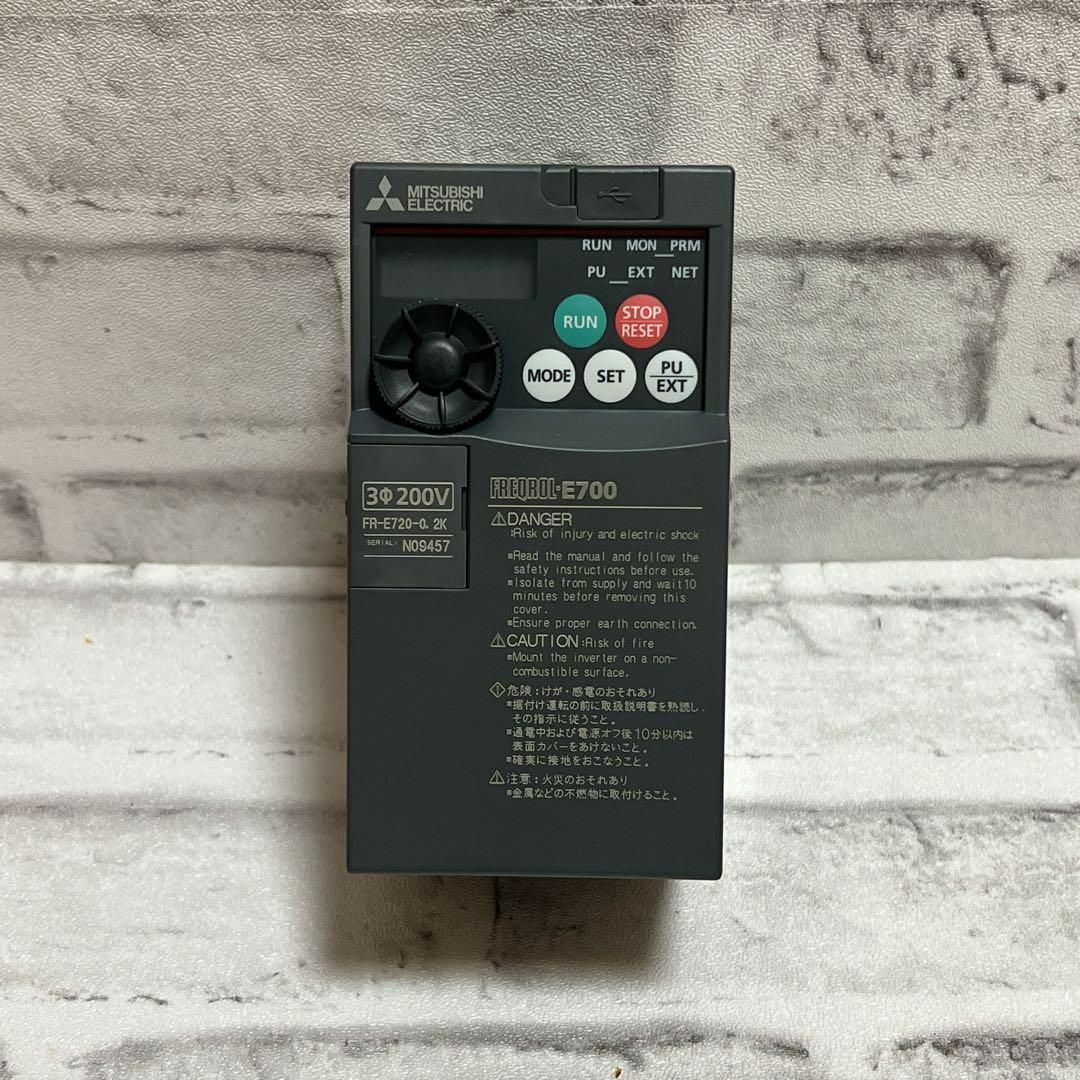 MITSUBISHI
ELECTRIC
RUN MON PRM
PU EXT NET
RUN
STOP
RESET
MODE
SET
PU
EXT
3Φ200V
FR-E720-0.2K
SERIAL: N09457
FREQROL-E700
⚠DANGER
:Risk of injury and electric shock
■Read the manual and follow the
safety instructions before use.
■Isolate from supply and wait10
minutes before removing this
cover.
■Ensure proper earth connection.
⚠CAUTION:Risk of fire
■Mount the inverter on a non-
combustible surface.
危険：けが・感電のおそれあり
■据付け運転の前に取扱説明書を熟読し、
その指示に従うこと。
■通電中および電源オフ後10分以内は
表面カバーをあけないこと。
■確実に接地をおこなうこと。
⚠注意：火災のおそれあり
■金属などの不燃物に取付けること。